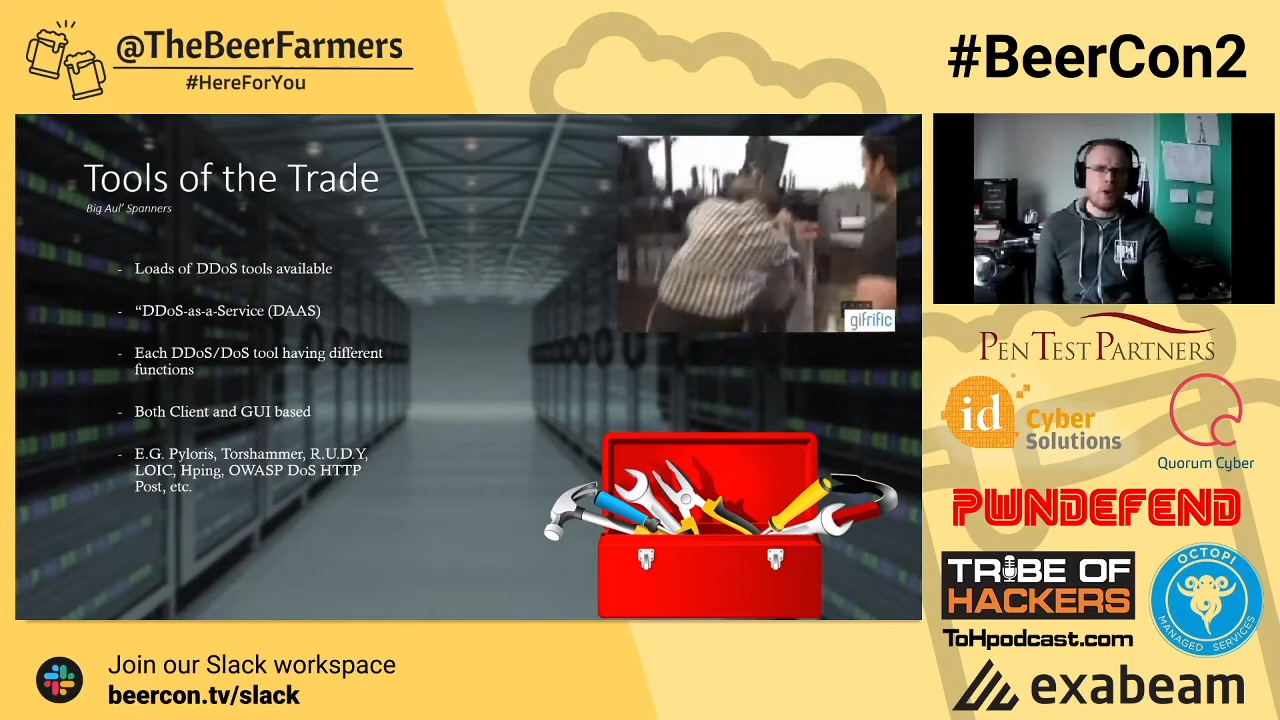 @TheBeerFarmers
#HereForYou
#BeerCon2
Tools of the Trade
Big Aul' Spanners
- Loads of DDoS tools available
- “DDoS-as-a-Service (DAAS)
- Each DDoS/DoS tool having different
functions
- Both Client and GUI based
- E.G. Pyloris, Torshammer, R.U.D.Y,
LOIC, Hping, OWASP DoS HTTP
Post, etc.
gifrific
PEN TEST PARTNERS
id Cyber
Solutions
Quorum Cyber
PWNDEFEND
TRIBE OF
HACKERS
ToHpodcast.com
OCTOPI
MANAGED SERVICES
exabeam
Join our Slack workspace
beercon.tv/slack